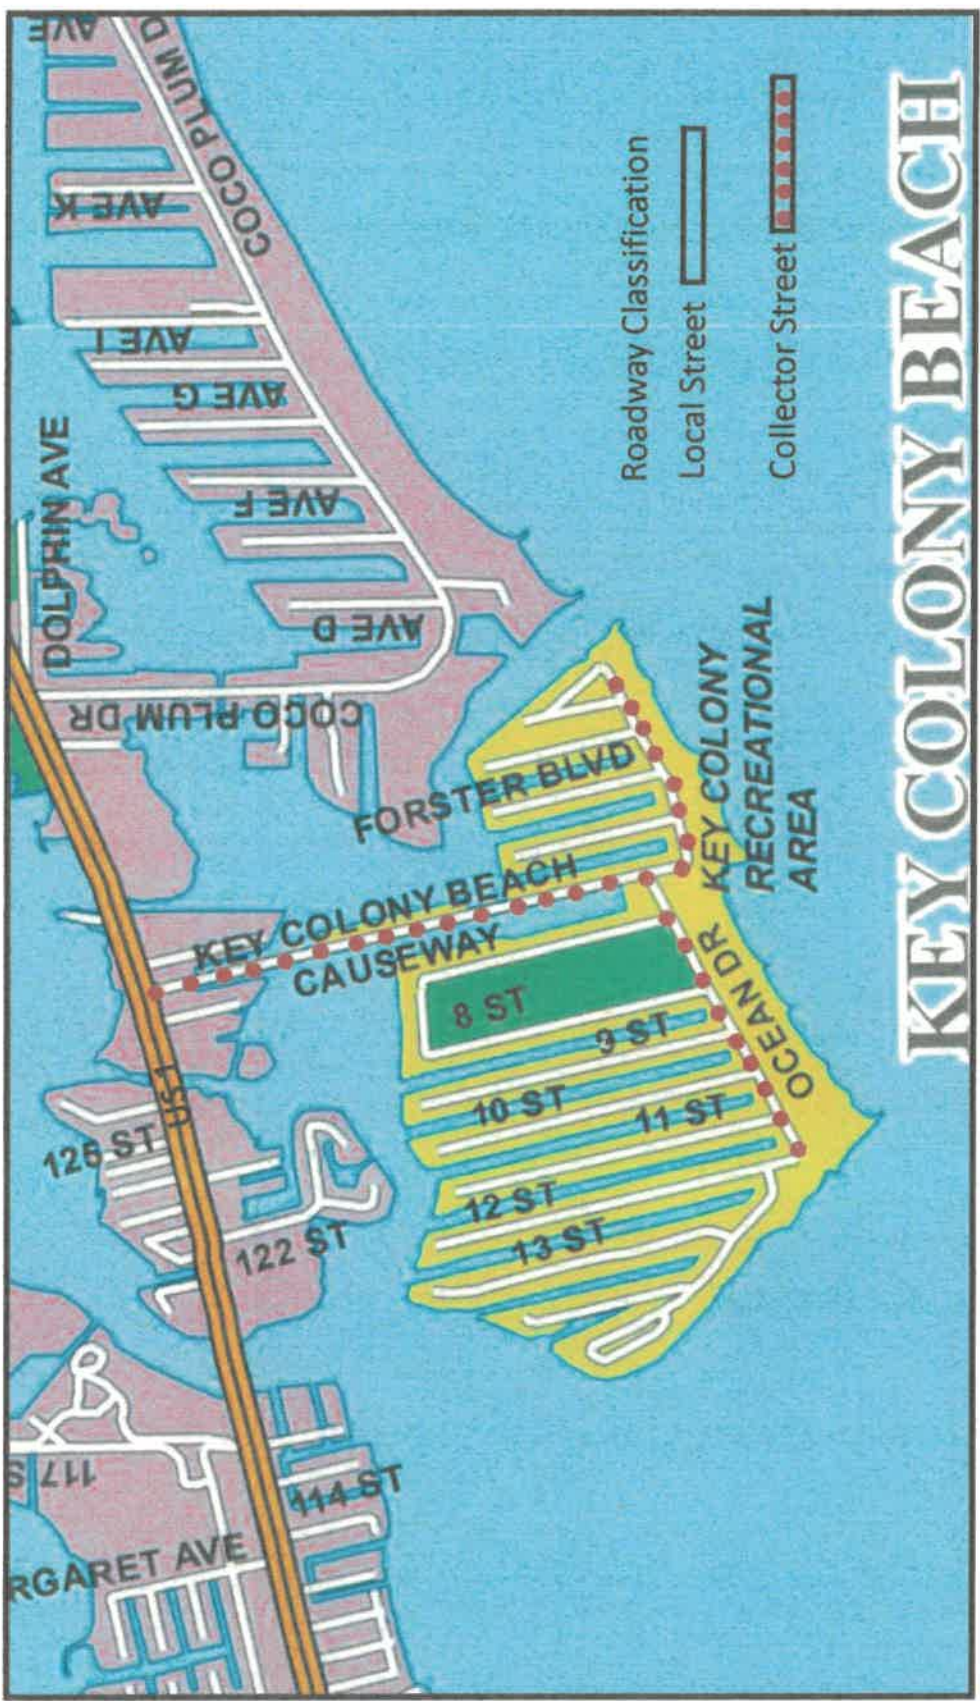 AVE
COCO PLUM D
AVE K
AVE I
AVE G
AVE F
AVE D
DOLPHIN AVE
COCO PLUM DR
FORSTER BLVD
KEY COLONY BEACH
CAUSEWAY
KEY COLONY
RECREATIONAL
AREA
OCEAN DR
8 ST
9 ST
10 ST
11 ST
12 ST
13 ST
US 1
125 ST
122 ST
117 S
114 ST
RGARET AVE
Roadway Classification
Local Street
Collector Street
KEY COLONY BEACH